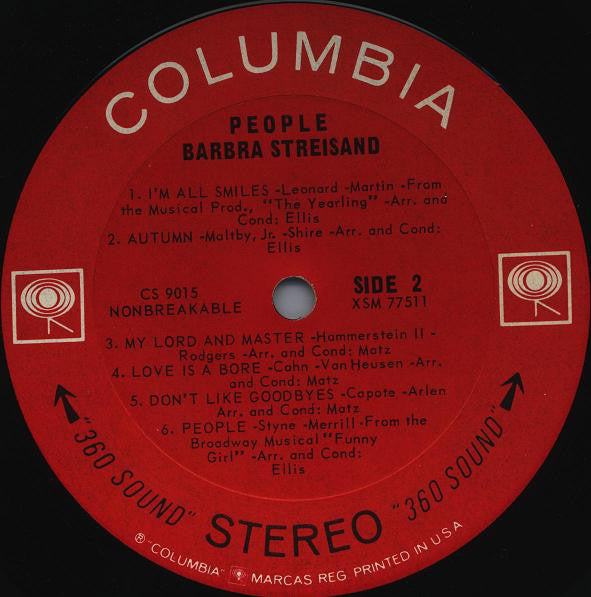 COLUMBIA
PEOPLE
BARBRA STREISAND
1. I'M ALL SMILES -Leonard -Martin -From
the Musical Prod., "The Yearling" -Arr. and
Cond: Ellis
2. AUTUMN -Maltby, Jr. -Shire -Arr. and Cond:
Ellis
CS 9015
NONBREAKABLE
SIDE 2
XSM 77511
3. MY LORD AND MASTER -Hammerstein II -
Rodgers -Arr. and Cond: Matz
4. LOVE IS A BORE -Cahn -Van Heusen -Arr.
and Cond: Matz
5. DON'T LIKE GOODBYES -Capote -Arlen
Arr. and Cond: Matz
6. PEOPLE -Styne -Merrill -From the
Broadway Musical "Funny
Girl" -Arr. and Cond:
Ellis
"360 SOUND" STEREO "360 SOUND"
® "COLUMBIA" MARCAS REG. PRINTED IN U.S.A.